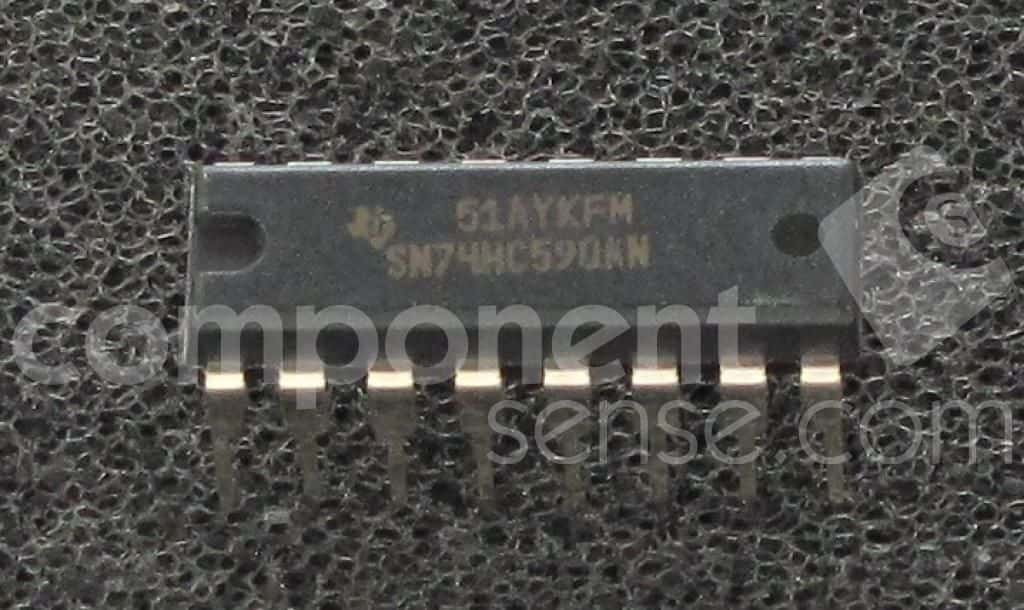 51AYKFM
SN74HC590AN
component
sense.com